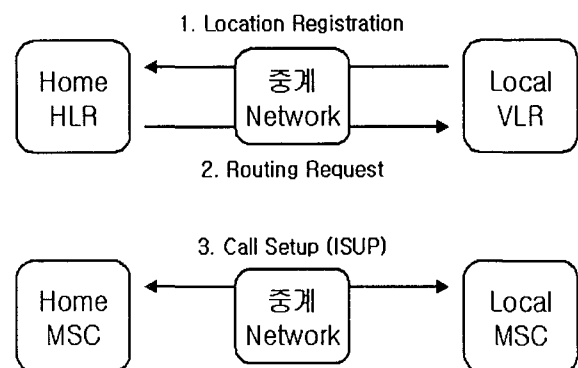 1. Location Registration
Home
HLR
중계
Network
Local
VLR
2. Routing Request
3. Call Setup (ISUP)
Home
MSC
중계
Network
Local
MSC